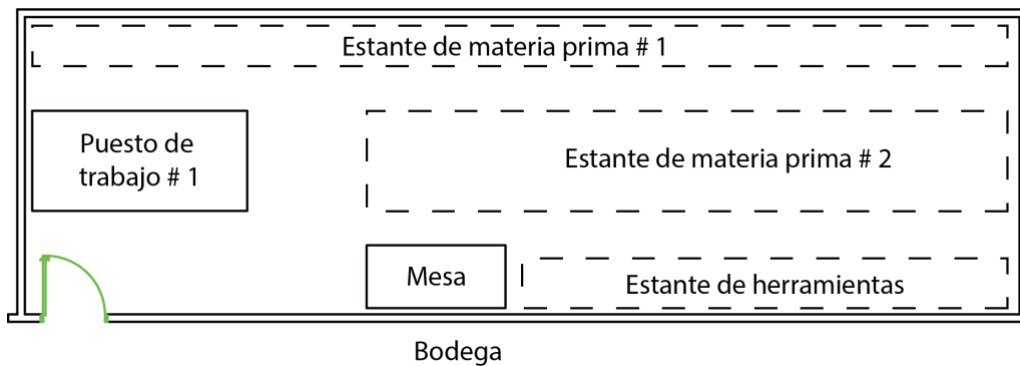 Estante de materia prima # 1
Puesto de
trabajo # 1
Estante de materia prima # 2
Mesa
Estante de herramientas
Bodega